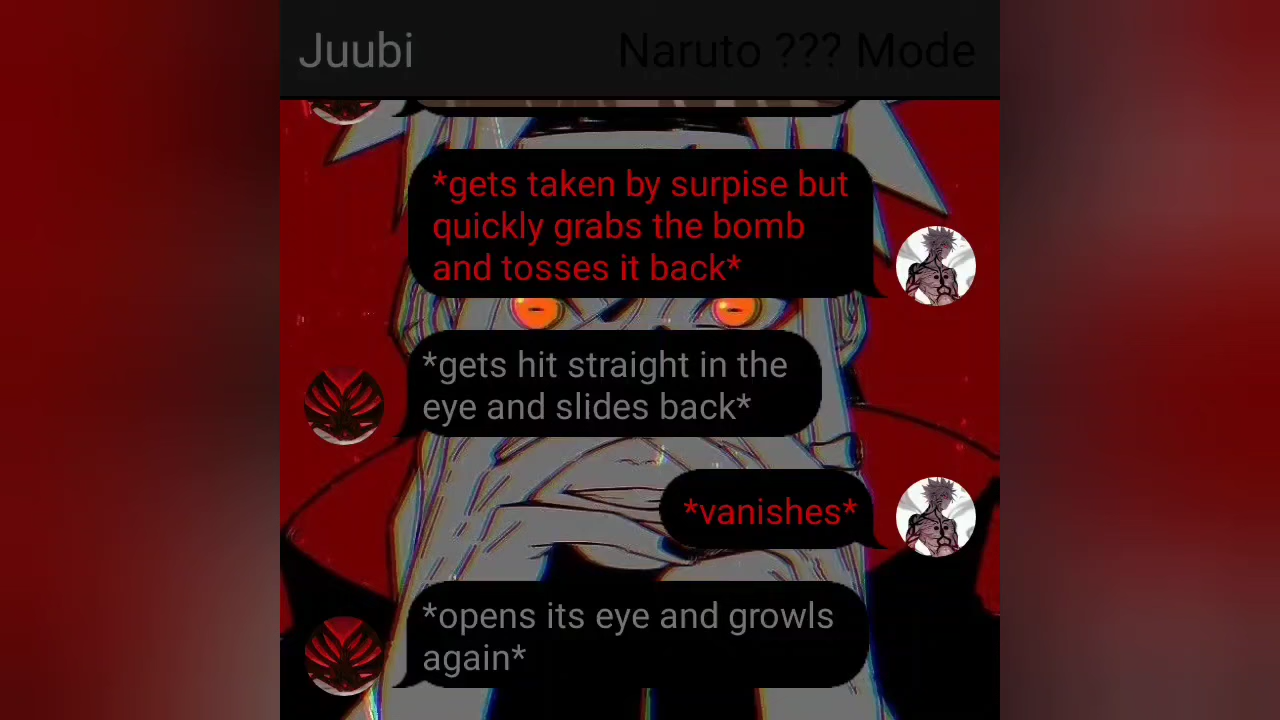 Juubi
Naruto ??? Mode
*gets taken by surpise but
quickly grabs the bomb
and tosses it back*
*gets hit straight in the
eye and slides back*
*vanishes*
*opens its eye and growls
again*